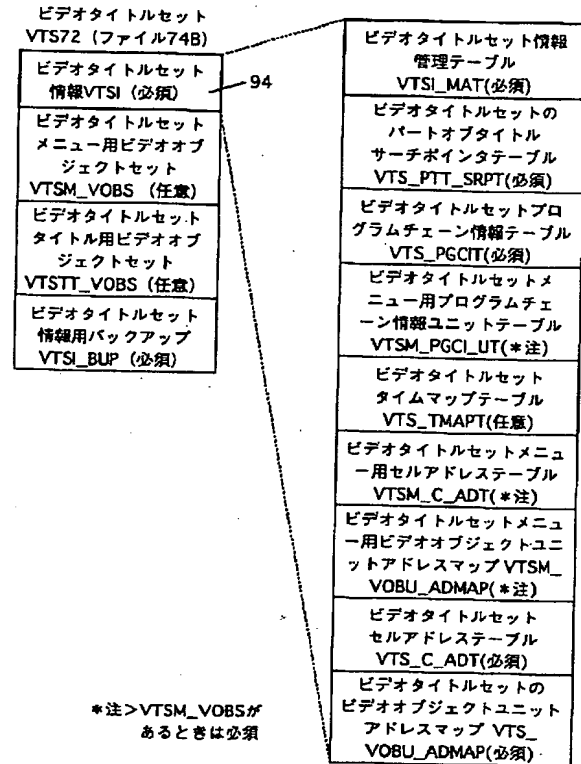 ビデオタイトルセット
VTS72 (ファイル74B)
ビデオタイトルセット
情報VTSI (必須)
94
ビデオタイトルセット
メニュー用ビデオオブ
ジェクトセット
VTSM_VOBS (任意)
ビデオタイトルセット
タイトル用ビデオオブ
ジェクトセット
VTSTT_VOBS (任意)
ビデオタイトルセット
情報用バックアップ
VTSI_BUP (必須)
ビデオタイトルセット情報
管理テーブル
VTSI_MAT(必須)
ビデオタイトルセットの
パートオブタイトル
サーチポインタテーブル
VTS_PTT_SRPT(必須)
ビデオタイトルセットプロ
グラムチェーン情報テーブル
VTS_PGCIT(必須)
ビデオタイトルセットメ
ニュー用プログラムチェ
ーン情報ユニットテーブル
VTSM_PGCI_UT(*注)
ビデオタイトルセット
タイムマップテーブル
VTS_TMAPT(任意)
ビデオタイトルセットメニュ
ー用セルアドレステーブル
VTSM_C_ADT(*注)
ビデオタイトルセットメニュ
ー用ビデオオブジェクトユニ
ットアドレスマップ VTSM_
VOBU_ADMAP(*注)
ビデオタイトルセット
セルアドレステーブル
VTS_C_ADT(必須)
ビデオタイトルセットの
ビデオオブジェクトユニット
アドレスマップ VTS_
VOBU_ADMAP(必須)
*注>VTSM_VOBSが
あるときは必須